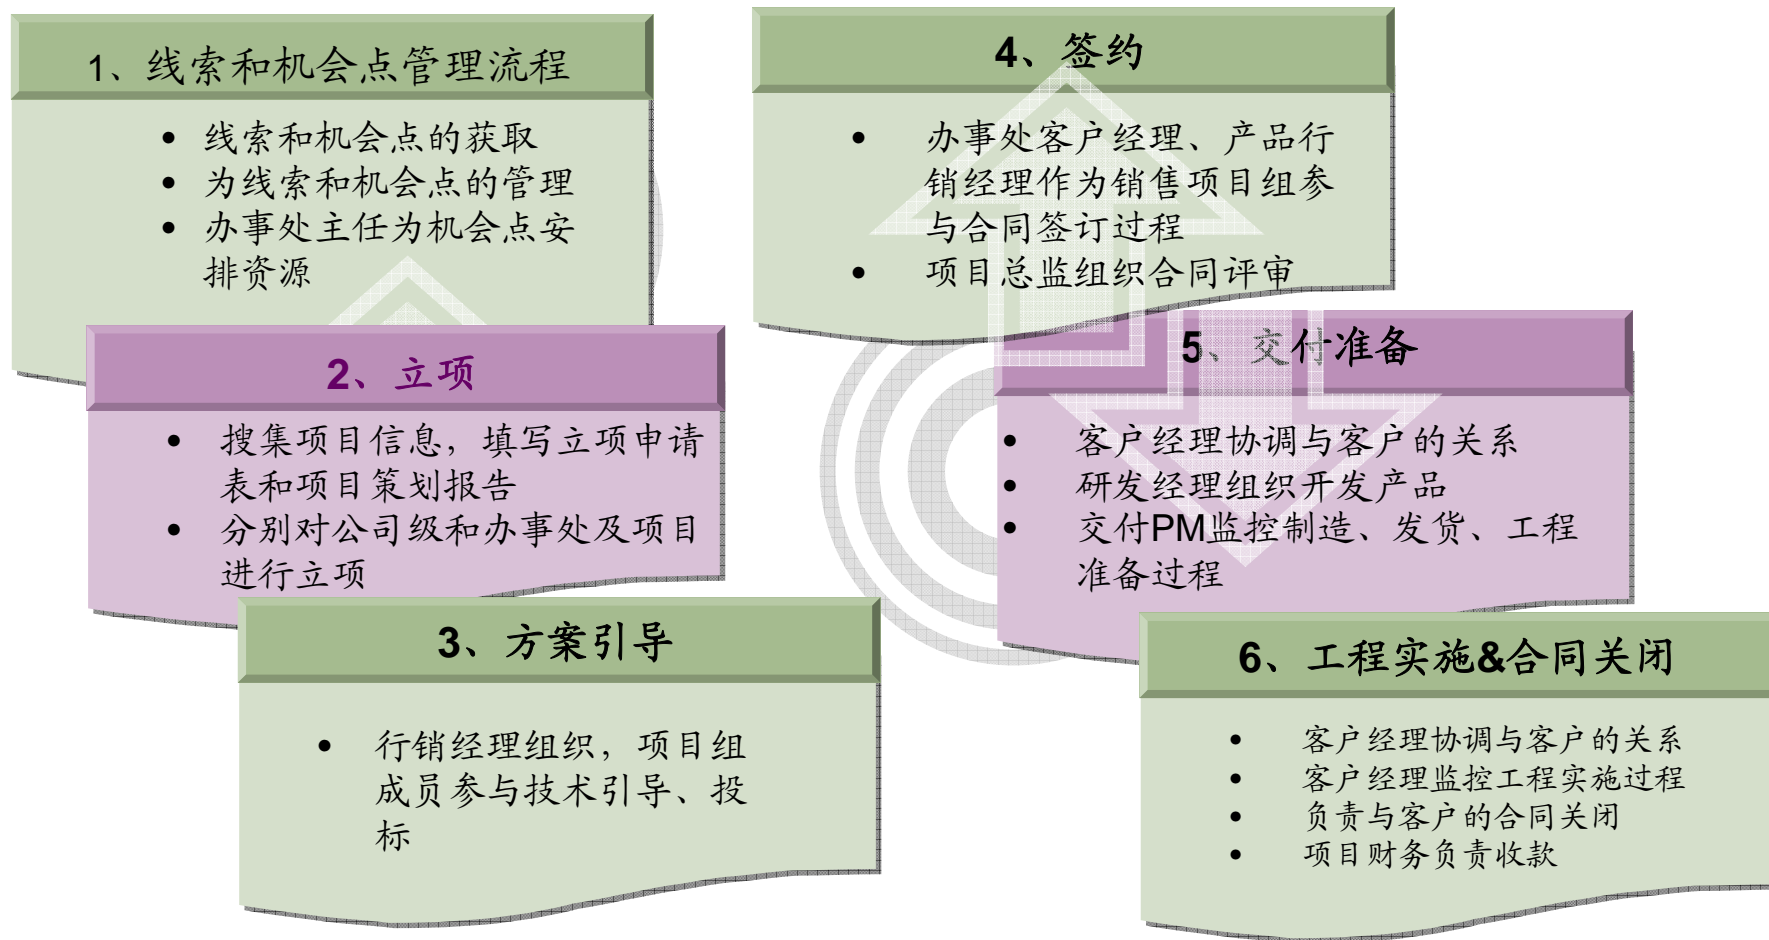 1、线索和机会点管理流程
• 线索和机会点的获取
• 为线索和机会点的管理
• 办事处主任为机会点安
排资源
2、立项
• 搜集项目信息，填写立项申请
表和项目策划报告
• 分别对公司级和办事处及项目
进行立项
3、方案引导
• 行销经理组织，项目组
成员参与技术引导、投
标
4、签约
• 办事处客户经理、产品行
销经理作为销售项目组参
与合同签订过程
• 项目总监组织合同评审
5、交付准备
• 客户经理协调与客户的关系
• 研发经理组织开发产品
• 交付PM监控制造、发货、工程
准备过程
6、工程实施&合同关闭
• 客户经理协调与客户的关系
• 客户经理监控工程实施过程
• 负责与客户的合同关闭
• 项目财务负责收款